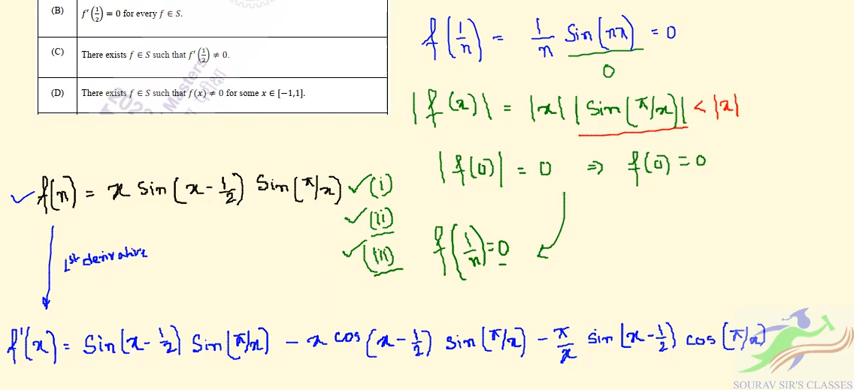 (B) f′(1/2) = 0 for every f ∈ S.
(C) There exists f ∈ S such that f′(1/2) ≠ 0.
(D) There exists f ∈ S such that f(x) ≠ 0 for some x ∈ [−1,1].
f(1/n) = 1/n Sin(nπ) = 0
0
|f(x)| = |x| |Sin(π/x)| < |x|
|f(0)| = 0 ⇒ f(0) = 0
✓ f(x) = x Sin(x − 1/2) Sin(π/x) ✓(i)
✓(ii)
✓(iii) f(1/n) = 0
1st derivative
f'(x) = Sin(x − 1/2) Sin(π/x) − x cos(x − 1/2) sin(π/x) − π/x sin(x − 1/2) cos(π/x)
SOURAV SIR'S CLASSES